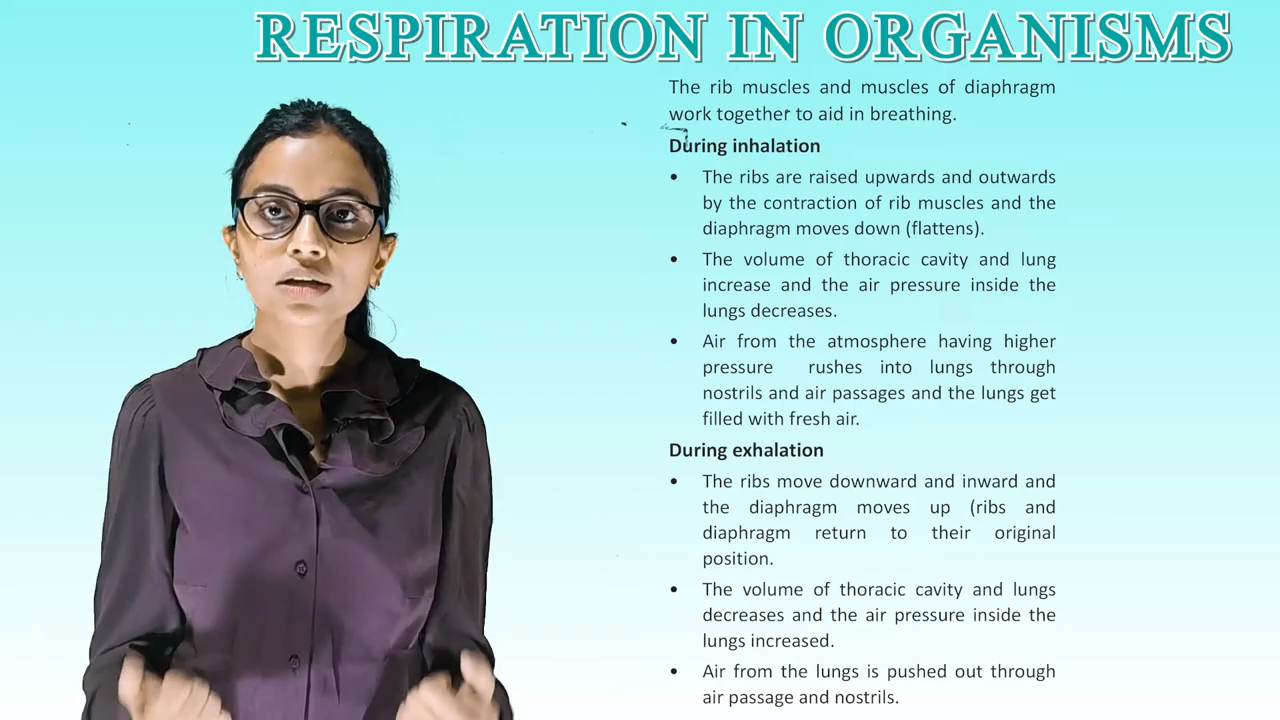 RESPIRATION IN ORGANISMS
The rib muscles and muscles of diaphragm
work together to aid in breathing.
During inhalation
• The ribs are raised upwards and outwards
by the contraction of rib muscles and the
diaphragm moves down (flattens).
• The volume of thoracic cavity and lung
increase and the air pressure inside the
lungs decreases.
• Air from the atmosphere having higher
pressure rushes into lungs through
nostrils and air passages and the lungs get
filled with fresh air.
During exhalation
• The ribs move downward and inward and
the diaphragm moves up (ribs and
diaphragm return to their original
position.
• The volume of thoracic cavity and lungs
decreases and the air pressure inside the
lungs increased.
• Air from the lungs is pushed out through
air passage and nostrils.